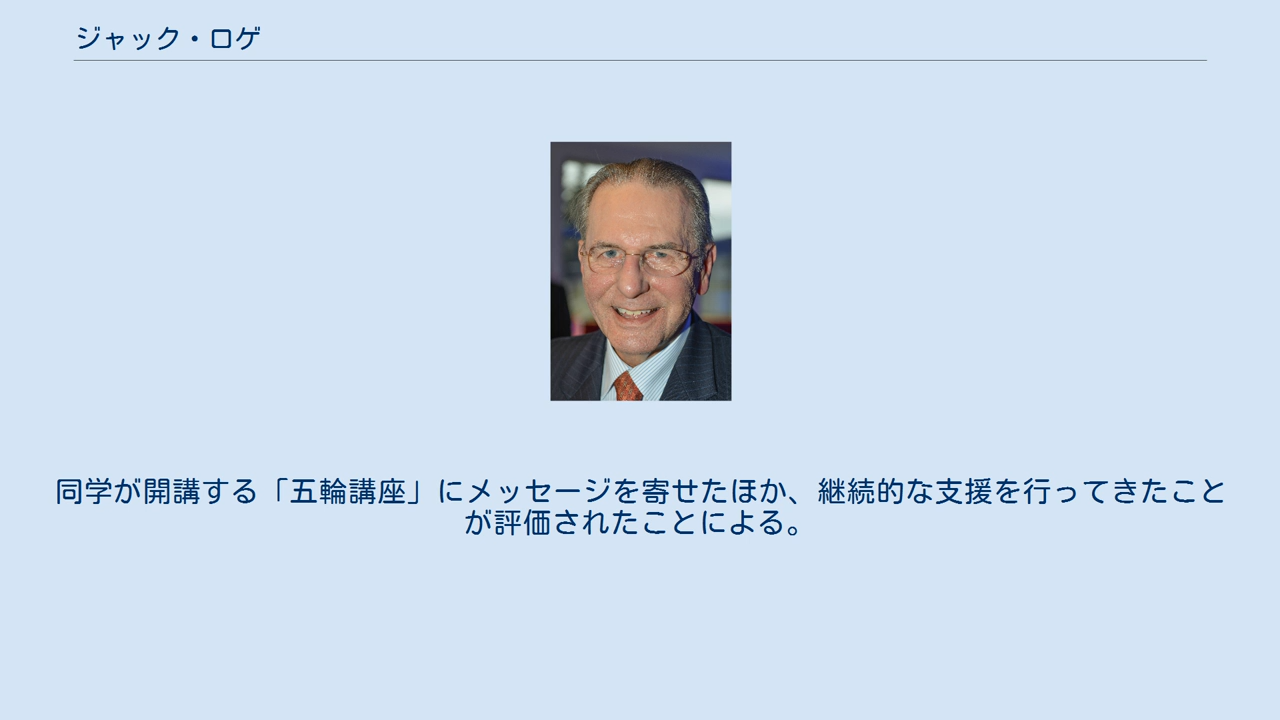 ジャック・ロゲ
同学が開講する「五輪講座」にメッセージを寄せたほか、継続的な支援を行ってきたこと
が評価されたことによる。